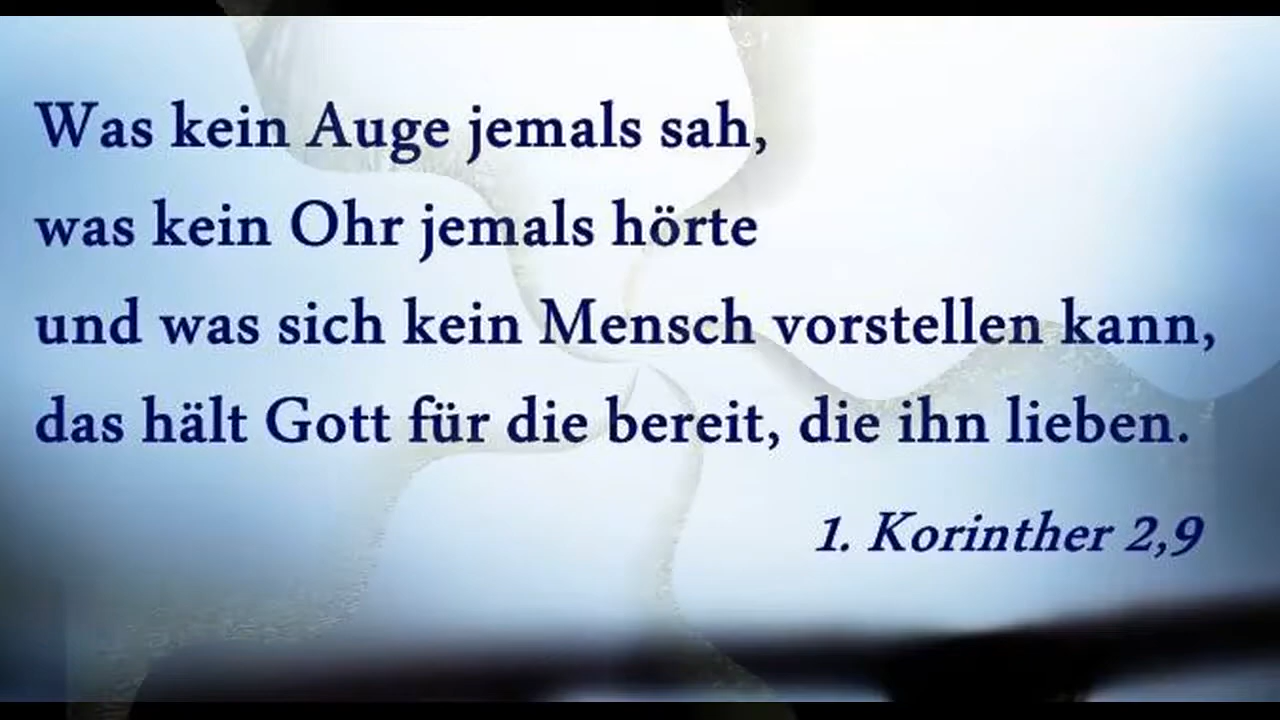 Was kein Auge jemals sah,
was kein Ohr jemals hörte
und was sich kein Mensch vorstellen kann,
das hält Gott für die bereit, die ihn lieben.
1. Korinther 2,9